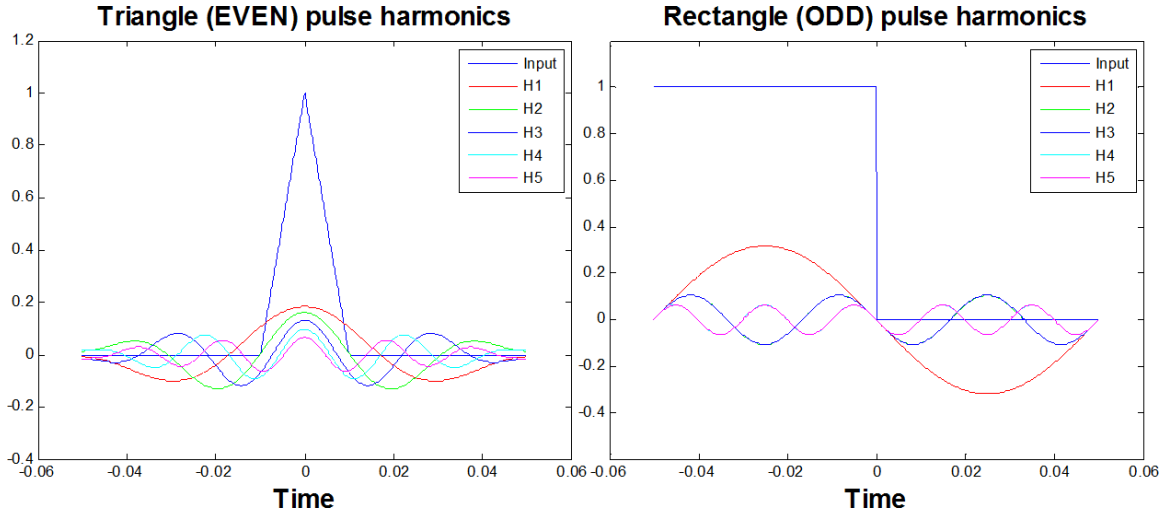 Triangle (EVEN) pulse harmonics
1.2
1
0.8
0.6
0.4
0.2
0
-0.2
-0.4
-0.06
-0.04
-0.02
0
0.02
0.04
0.06
Time
Input
H1
H2
H3
H4
H5
Rectangle (ODD) pulse harmonics
1
0.8
0.6
0.4
0.2
0
-0.2
-0.4
-0.06
-0.04
-0.02
0
0.02
0.04
0.06
Time
Input
H1
H2
H3
H4
H5